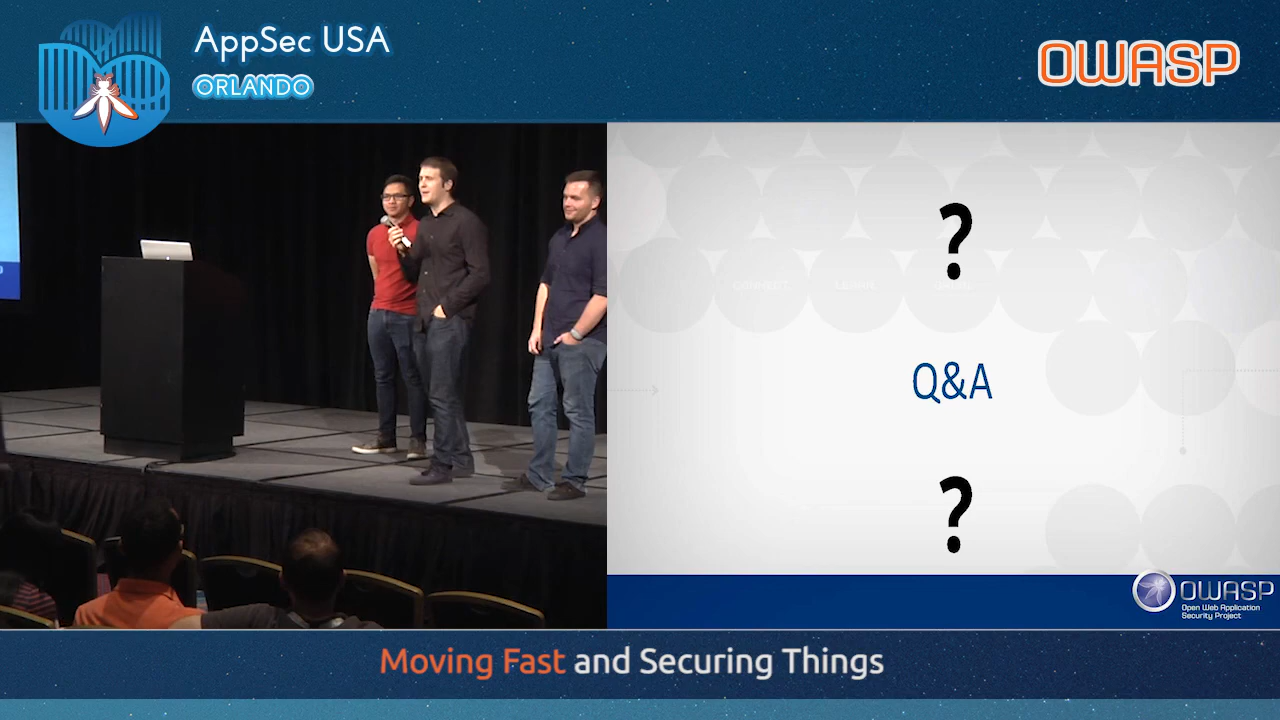 AppSec USA
ORLANDO
OWASP
?
Q&A
?
OWASP
Open Web Application
Security Project
Moving Fast and Securing Things